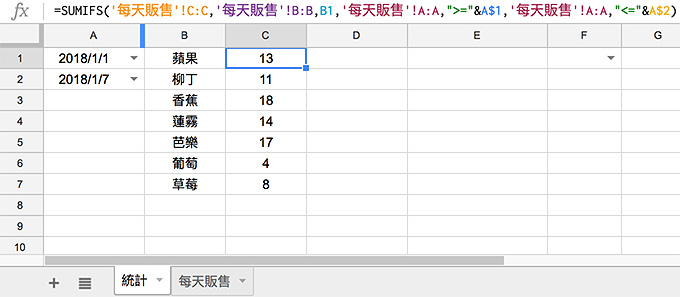 fx =SUMIFS('每天販售'!C:C,'每天販售'!B:B,B1,'每天販售'!A:A,">="&A$1,'每天販售'!A:A,"<="&A$2)
A B C D E F G
1 2018/1/1 蘋果 13
2 2018/1/7 柳丁 11
3 香蕉 18
4 蓮霧 14
5 芭樂 17
6 葡萄 4
7 草莓 8
8
9
10
統計 每天販售